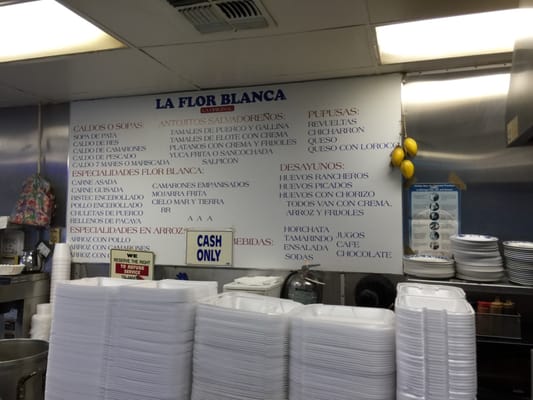 LA FLOR BLANCA
CALDOS O SOPAS:
SOPA DE PATA
CALDO DE RES
CALDO DE CAMARONES
CALDO DE PESCADO
CALDO 7 MARES O MARISCADA
ESPECIALIDADES FLOR BLANCA:
CARNE ASADA
CARNE GUISADA
BISTEC ENCEBOLLADO
POLLO ENCEBOLLADO
CHULETAS DE PUERCO
RELLENOS DE PACAYA
CAMARONES EMPANISADOS
MOJARRA FRITA
CIELO MAR Y TIERRA
ESPECIALIDADES EN ARROZ:
ARROZ CON POLLO
ARROZ CON CAMARONES
ANTOJITOS SALVADOREÑOS:
TAMALES DE PUERCO Y GALLINA
TAMALES DE ELOTE CON CREMA
PLATANOS CON CREMA Y FRIJOLES
YUCA FRITA O SANCOCHADA
SALPICON
PUPUSAS:
REVUELTAS
CHICHARRON
QUESO
QUESO CON LOROCO
DESAYUNOS:
HUEVOS RANCHEROS
HUEVOS PICADOS
HUEVOS CON CHORIZO
TODOS VAN CON CREMA,
ARROZ Y FRIJOLES
BEBIDAS:
HORCHATA JUGOS
TAMARINDO CAFE
ENSALADA CHOCOLATE
SODAS
CASH
ONLY
WE RESERVE
THE RIGHT
TO REFUSE
SERVICE